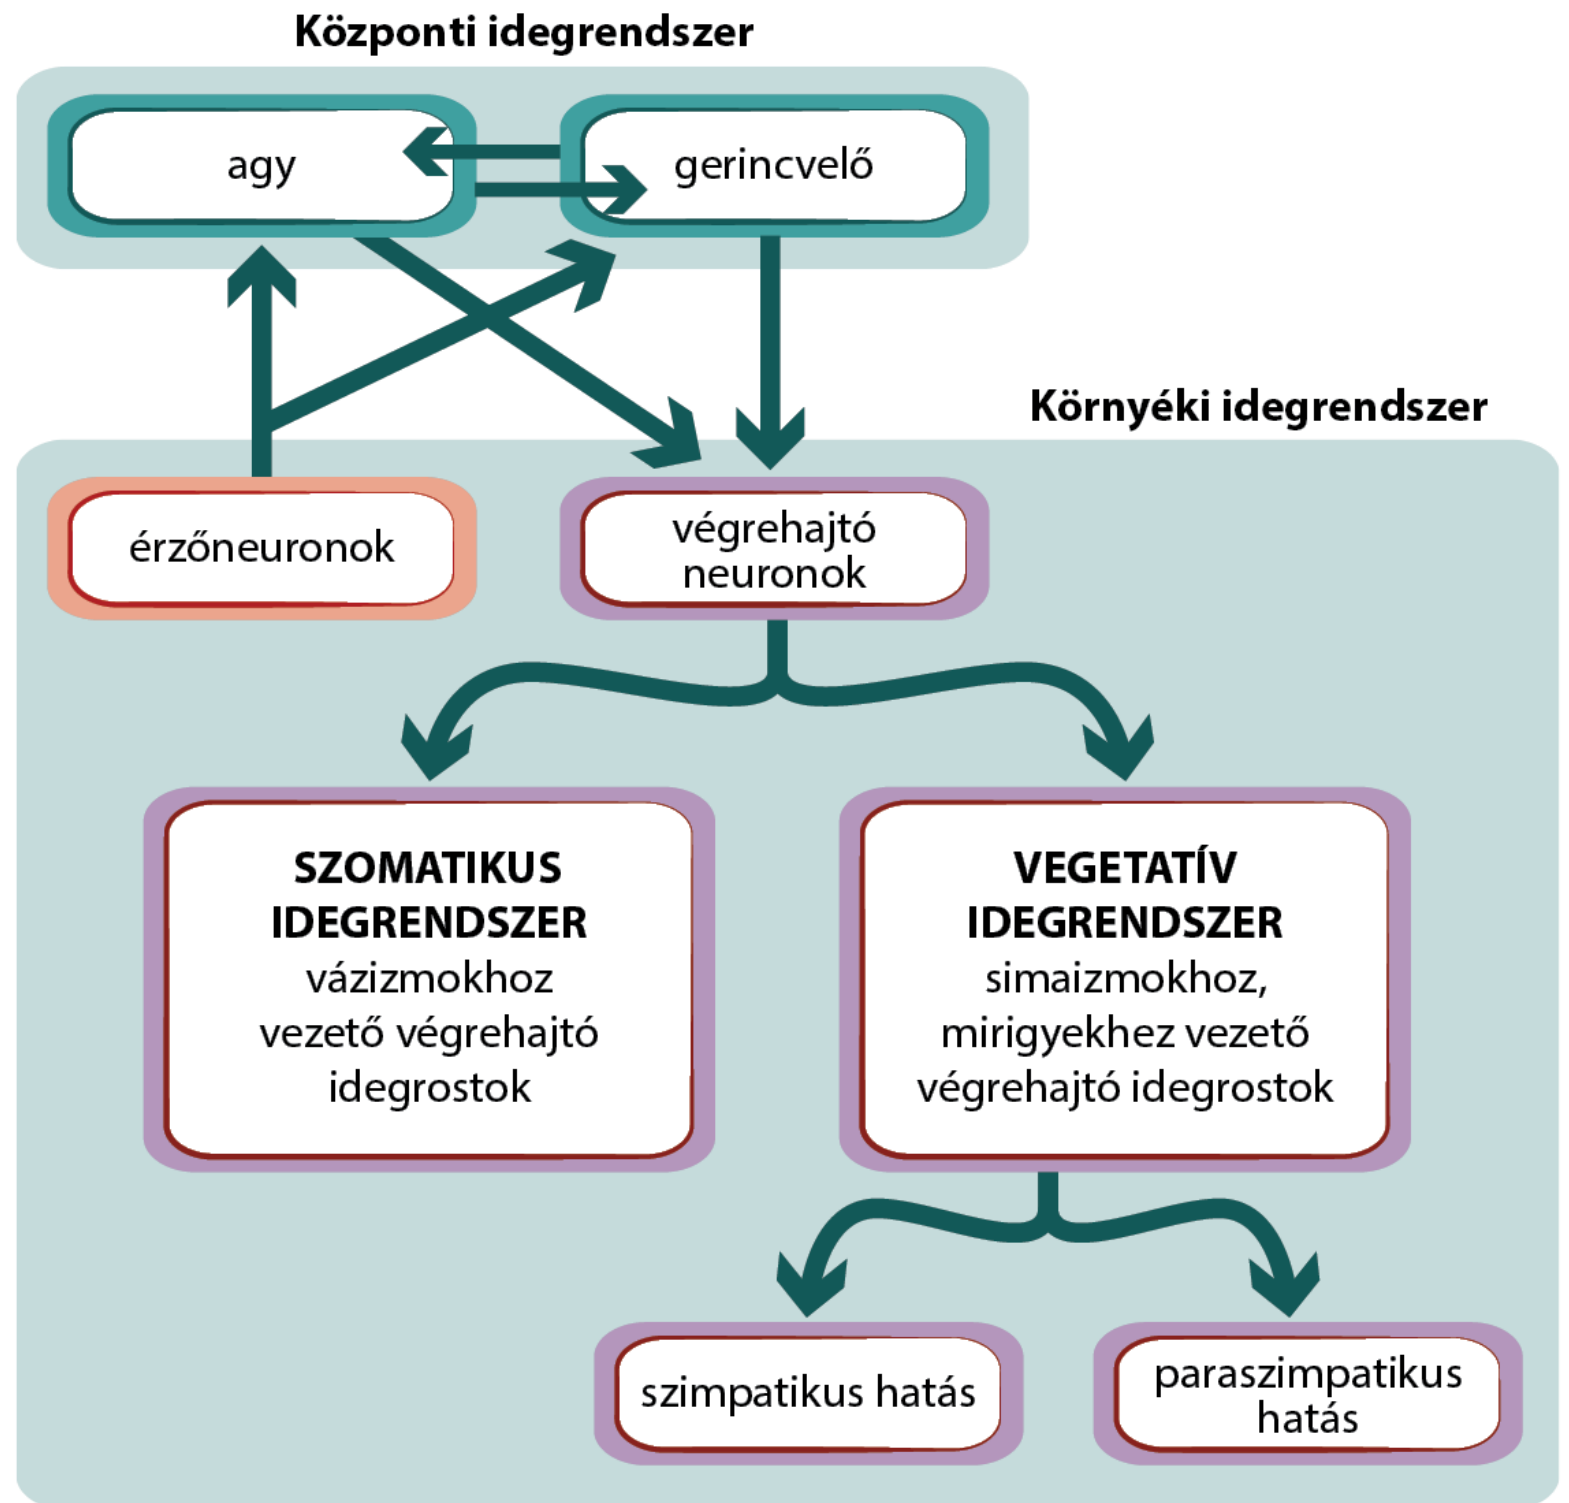 Központi idegrendszer
agy
gerincvelő
Környéki idegrendszer
érzőneuronok
végrehajtó
neuronok
SZOMATIKUS
IDEGRENDSZER
vázizmokhoz
vezető végrehajtó
idegrostok
VEGETATÍV
IDEGRENDSZER
simaizmokhoz,
mirigyekhez vezető
végrehajtó idegrostok
szimpatikus hatás
paraszimpatikus
hatás